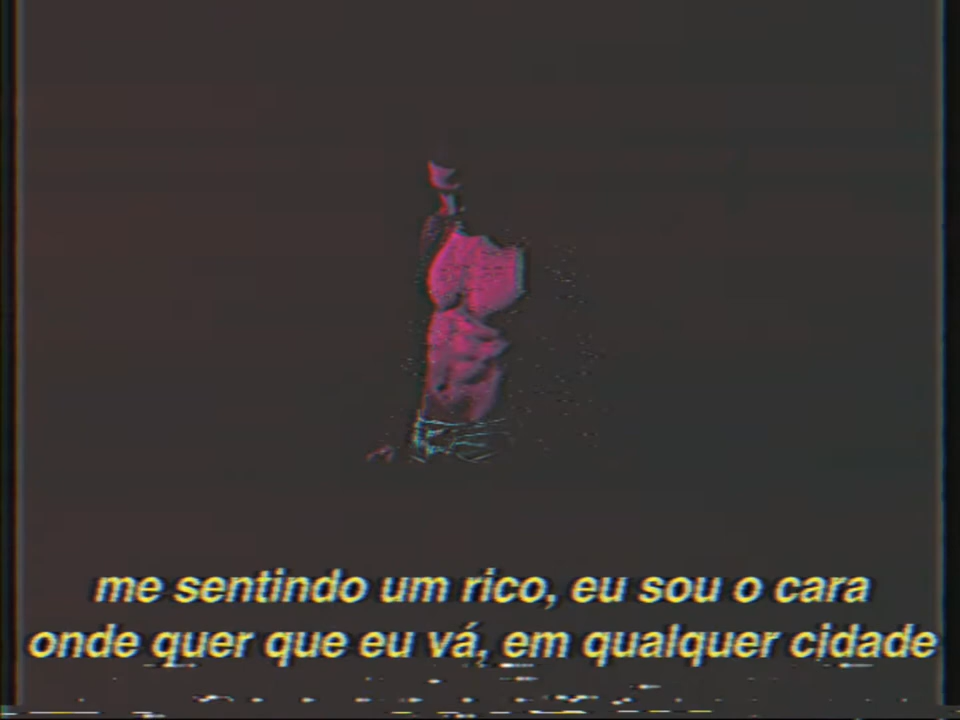 me sentindo um rico, eu sou o cara
onde quer que eu vá, em qualquer cidade